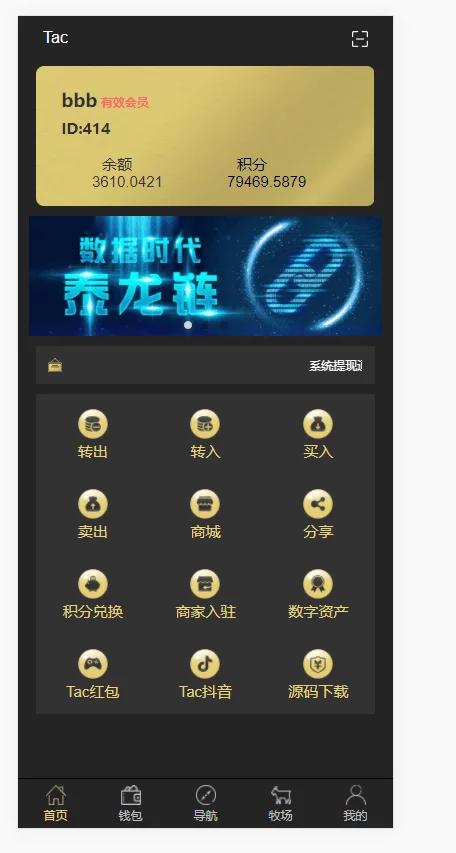 Tac
bbb 有效会员
ID:414
余额 积分
3610.0421 79469.5879
数据时代
泰龙链
系统提现
转出 转入 买入
卖出 商城 分享
积分兑换 商家入驻 数字资产
Tac红包 Tac抖音 源码下载
首页 钱包 导航 牧场 我的